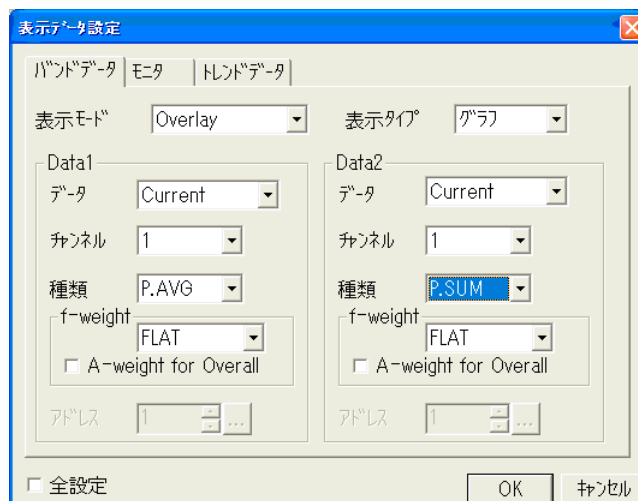 表示ﾃﾞｰﾀ設定
ﾊﾞﾝﾄﾞﾃﾞｰﾀ ﾓﾆﾀ ﾄﾚﾝﾄﾞﾃﾞｰﾀ
表示ﾓｰﾄﾞ Overlay 表示ﾀｲﾌﾟ ｸﾞﾗﾌ
Data1 Data2
ﾃﾞｰﾀ Current ﾃﾞｰﾀ Current
ﾁｬﾝﾈﾙ 1 ﾁｬﾝﾈﾙ 1
種類 P.AVG 種類 P.SUM
f-weight f-weight
FLAT FLAT
A-weight for Overall A-weight for Overall
ｱﾄﾞﾚｽ 1 ... ｱﾄﾞﾚｽ 1 ...
全設定 OK ｷｬﾝｾﾙ